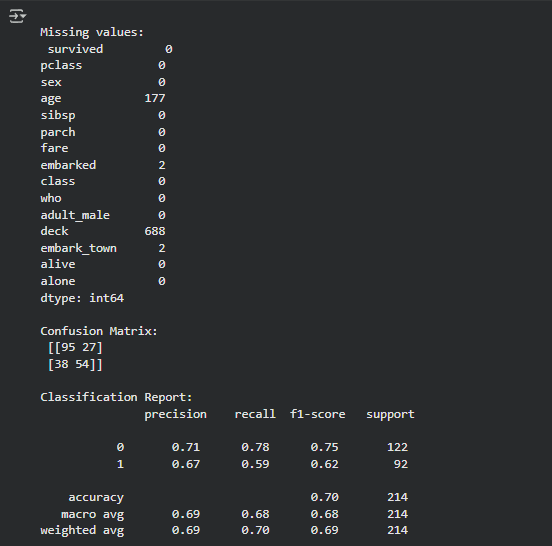 Missing values:
survived 0
pclass 0
sex 0
age 177
sibsp 0
parch 0
fare 0
embarked 2
class 0
who 0
adult_male 0
deck 688
embark_town 2
alive 0
alone 0
dtype: int64
Confusion Matrix:
[[95 27]
[38 54]]
Classification Report:
precision recall f1-score support
0 0.71 0.78 0.75 122
1 0.67 0.59 0.62 92
accuracy 0.70 214
macro avg 0.69 0.68 0.68 214
weighted avg 0.69 0.70 0.69 214